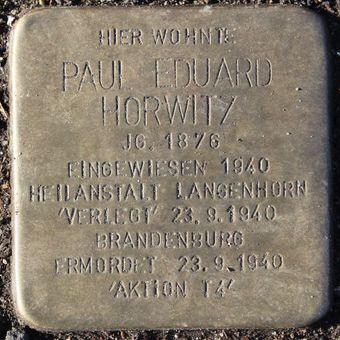 HIER WOHNTE
PAUL EDUARD
HORWITZ
JG. 1876
EINGEWIESEN 1940
HEILANSTALT LANGENHORN
'VERLEGT' 23.9.1940
BRANDENBURG
ERMORDET 23.9.1940
'AKTION T4'